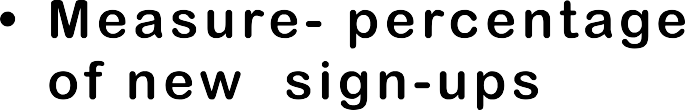 • Measure- percentage
of new  sign-ups